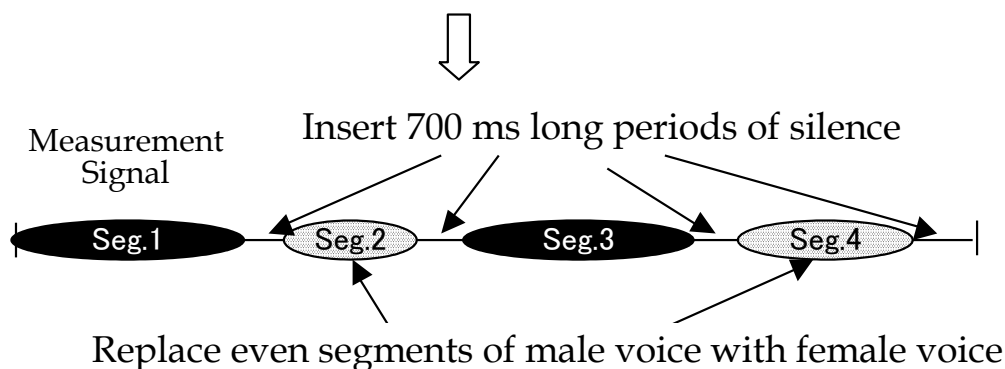 Insert 700 ms long periods of silence
Measurement
Signal
Seg.1 Seg.2 Seg.3 Seg.4
Replace even segments of male voice with female voice